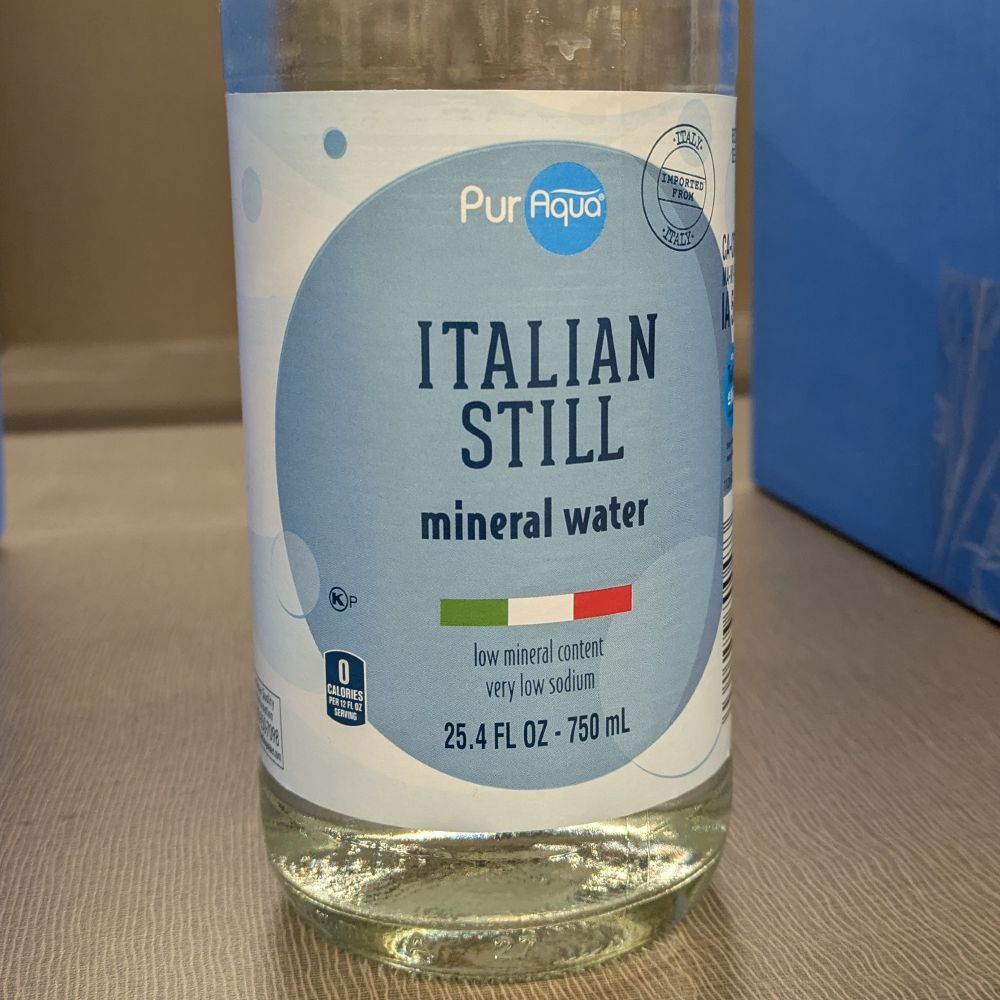 ITALY
IMPORTED
FROM
ITALY
PurAqua®
ITALIAN
STILL
mineral water
K P
low mineral content
very low sodium
0
CALORIES
PER 12 FL OZ
SERVING
25.4 FL OZ - 750 mL
27